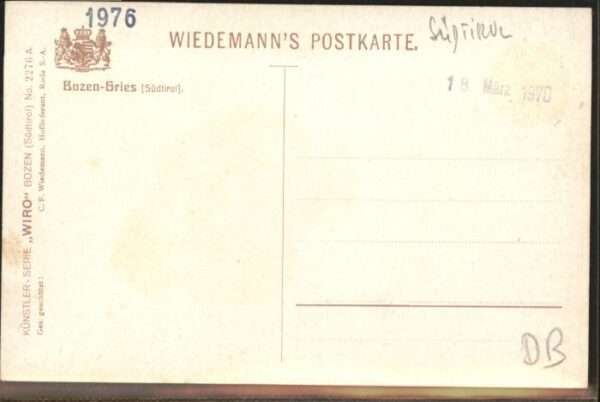 1976
WIEDEMANN'S POSTKARTE.
SüdTIROL
Bozen-Gries [Südtirol].
18. März 1970
KÜNSTLER-SERIE „WIRO" BOZEN (Südtirol) No. 2276 A
Ges. geschützt: C. F. Wiedemann, Hoflieferant, Roda S.-A.
DB